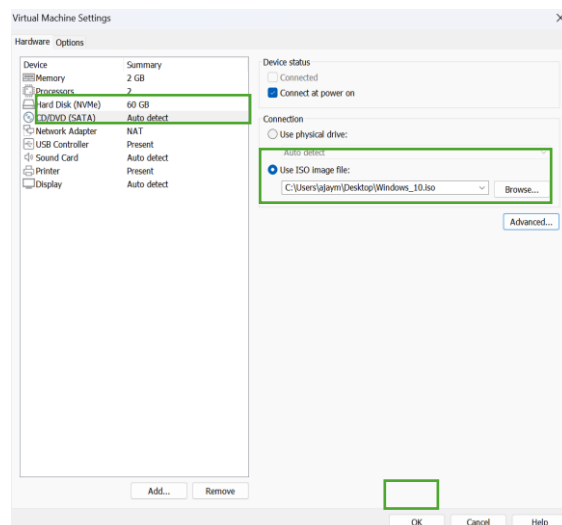 Virtual Machine Settings
Hardware Options
Device Summary
Memory 2 GB
Processors 2
Hard Disk (NVMe) 60 GB
CD/DVD (SATA) Auto detect
Network Adapter NAT
USB Controller Present
Sound Card Auto detect
Printer Present
Display Auto detect
Add... Remove
Device status
Connected
Connect at power on
Connection
Use physical drive:
Auto detect
Use ISO image file:
C:\Users\ajaym\Desktop\Windows_10.iso Browse...
Advanced...
OK Cancel Help